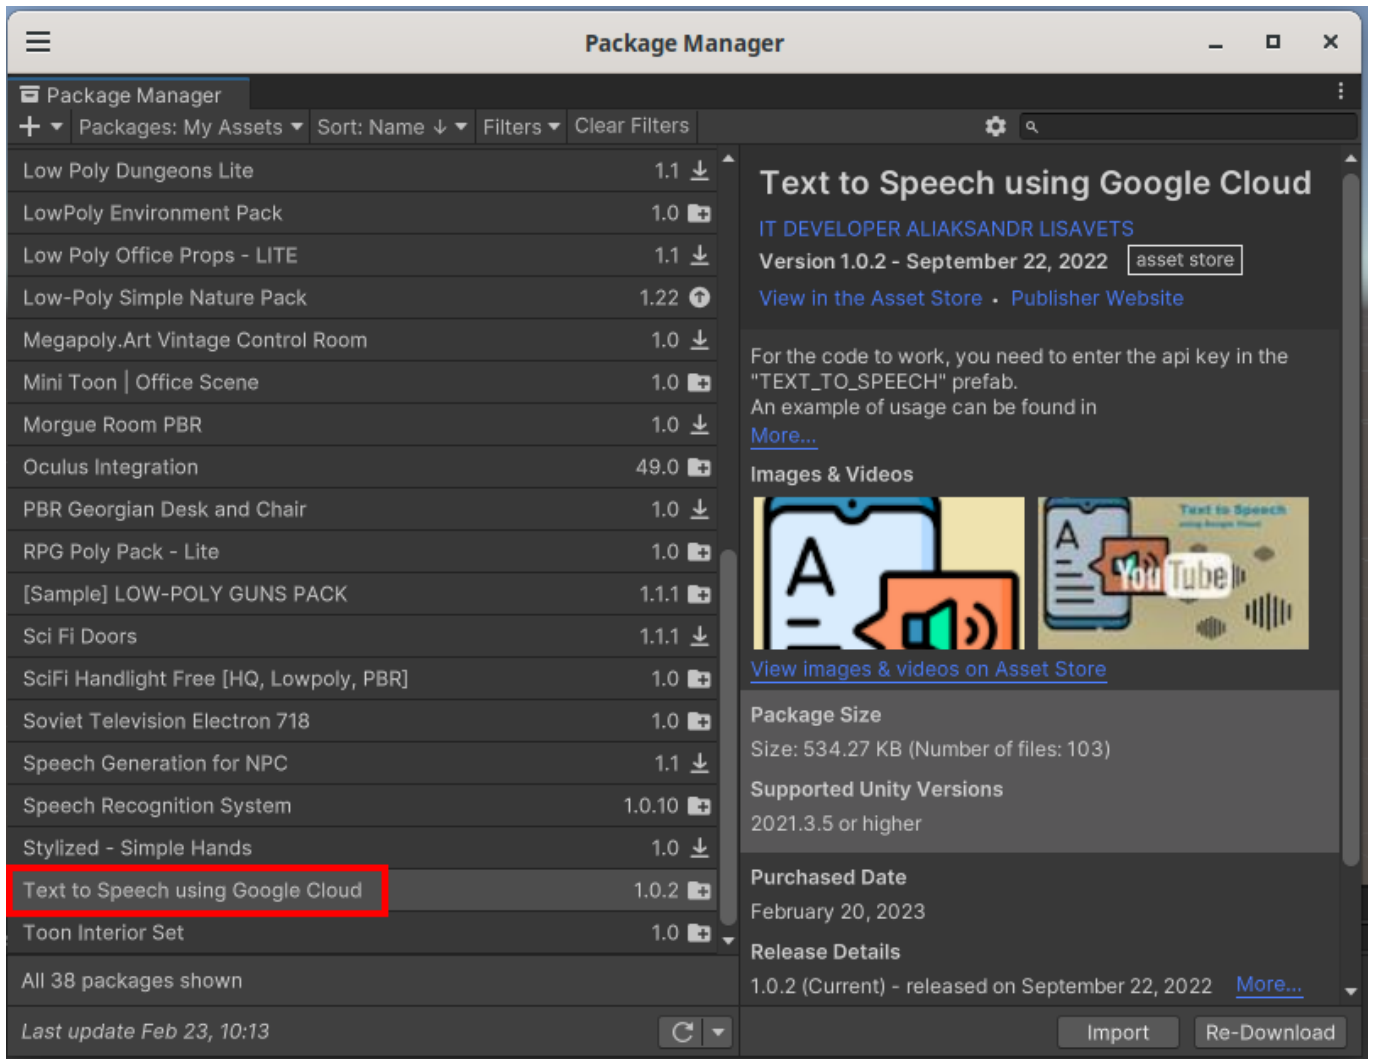 Package Manager
Package Manager
Packages: My Assets
Sort: Name ↓
Filters
Clear Filters
Low Poly Dungeons Lite 1.1
LowPoly Environment Pack 1.0
Low Poly Office Props - LITE 1.1
Low-Poly Simple Nature Pack 1.22
Megapoly.Art Vintage Control Room 1.0
Mini Toon | Office Scene 1.0
Morgue Room PBR 1.0
Oculus Integration 49.0
PBR Georgian Desk and Chair 1.0
RPG Poly Pack - Lite 1.0
[Sample] LOW-POLY GUNS PACK 1.1.1
Sci Fi Doors 1.1.1
SciFi Handlight Free [HQ, Lowpoly, PBR] 1.0
Soviet Television Electron 718 1.0
Speech Generation for NPC 1.1
Speech Recognition System 1.0.10
Stylized - Simple Hands 1.0
Text to Speech using Google Cloud 1.0.2
Toon Interior Set 1.0
All 38 packages shown
Last update Feb 23, 10:13
Text to Speech using Google Cloud
IT DEVELOPER ALIAKSANDR LISAVETS
Version 1.0.2 - September 22, 2022 asset store
View in the Asset Store • Publisher Website
For the code to work, you need to enter the api key in the
"TEXT_TO_SPEECH" prefab.
An example of usage can be found in
More...
Images & Videos
A
Text to Speech
using Google Cloud
A
YouTube
View images & videos on Asset Store
Package Size
Size: 534.27 KB (Number of files: 103)
Supported Unity Versions
2021.3.5 or higher
Purchased Date
February 20, 2023
Release Details
1.0.2 (Current) - released on September 22, 2022 More...
Import
Re-Download